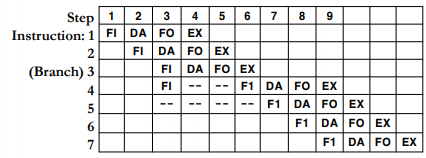 Step 1 2 3 4 5 6 7 8 9
Instruction: 1 FI DA FO EX
2 FI DA FO EX
(Branch) 3 FI DA FO EX
4 FI -- -- F1 DA FO EX
5 -- -- -- -- F1 DA FO EX
6 F1 DA FO EX
7 F1 DA FO EX